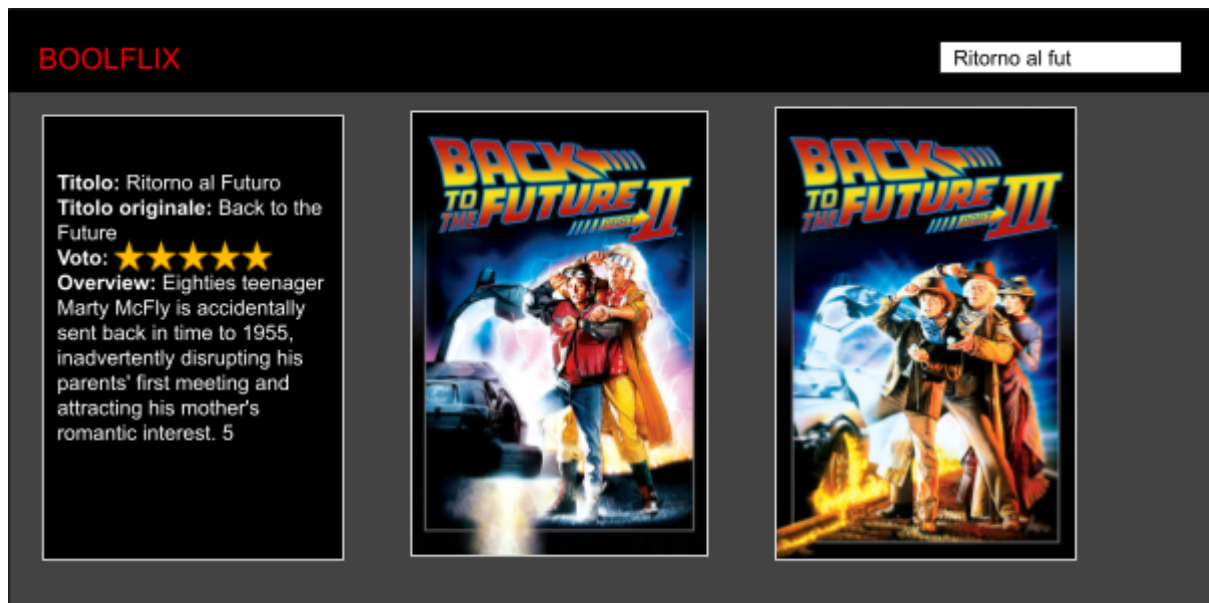 BOOLFLIX
Ritorno al fut
Titolo: Ritorno al Futuro
Titolo originale: Back to the
Future
Voto:
Overview: Eighties teenager
Marty McFly is accidentally
sent back in time to 1955,
inadvertently disrupting his
parents' first meeting and
attracting his mother's
romantic interest. 5
BACK
TO
THE FUTURE
PART II
BACK
TO
THE FUTURE
PART III